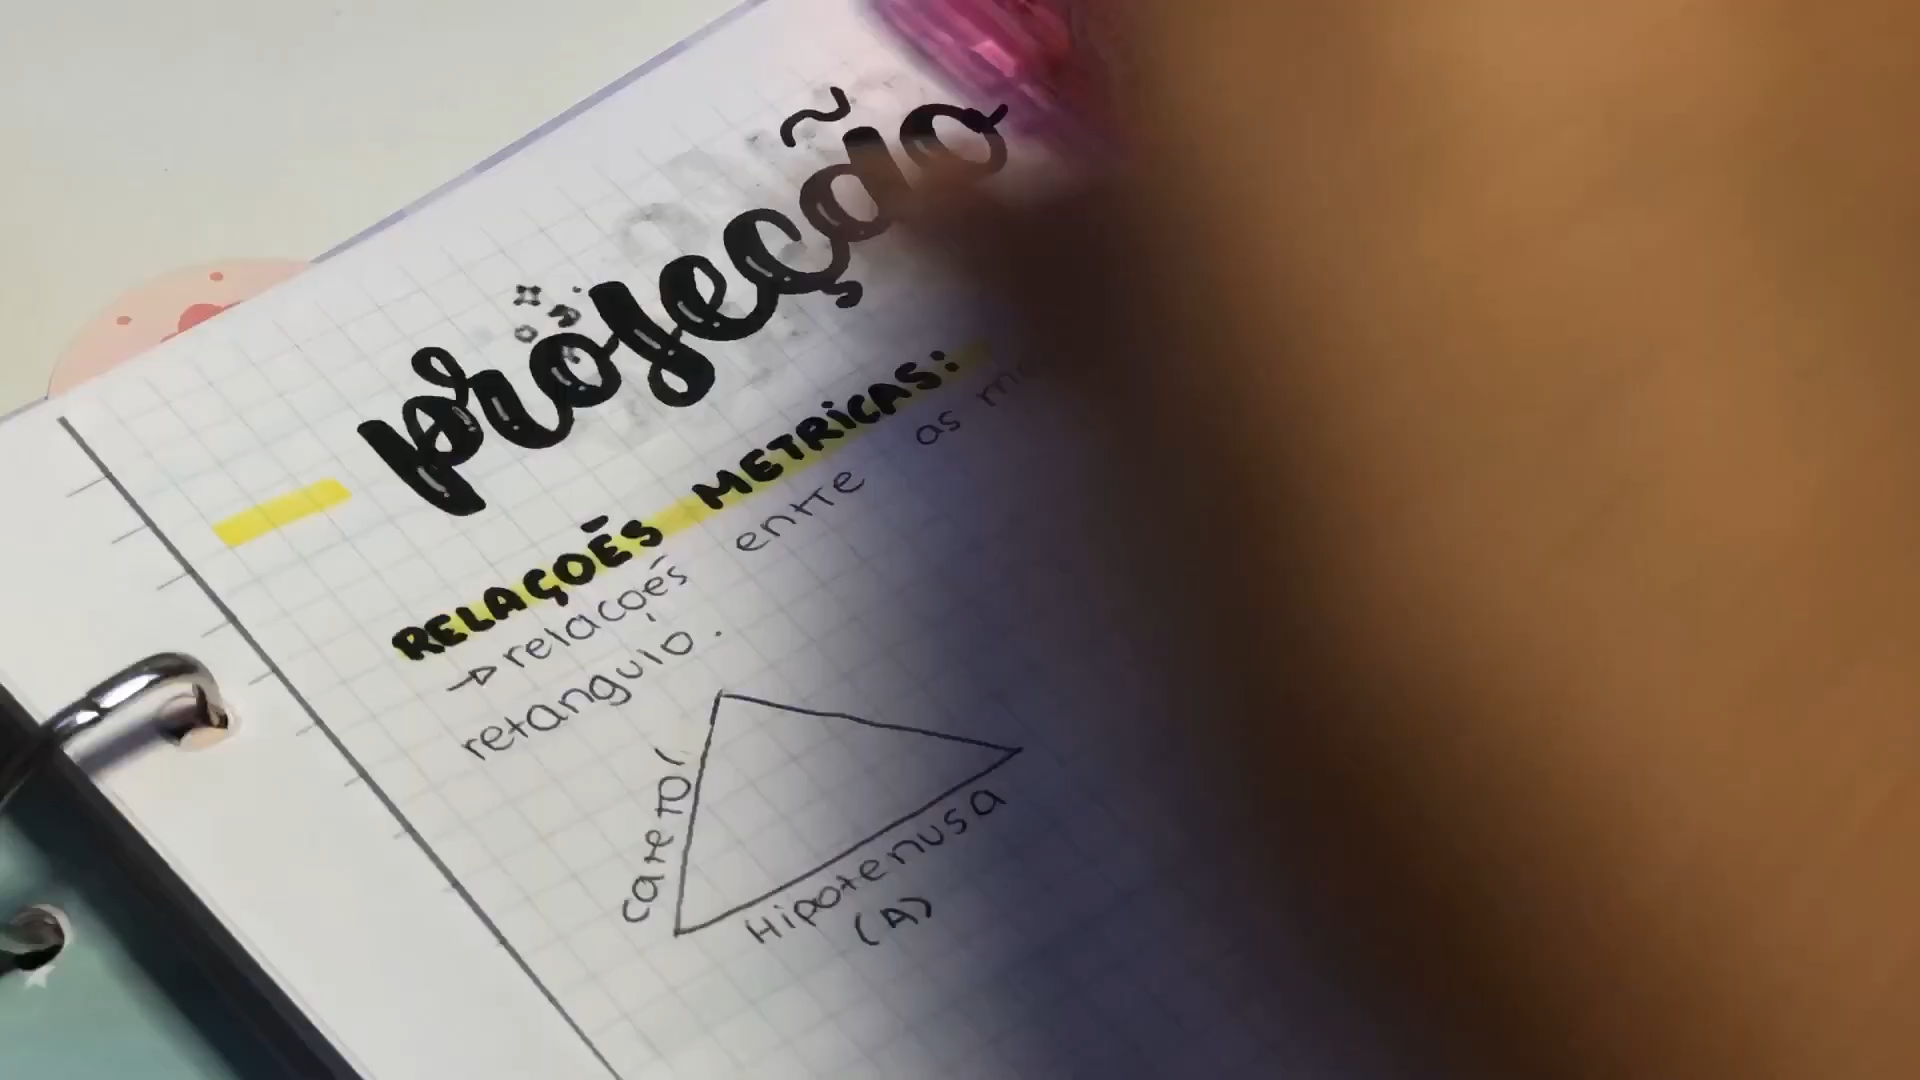 projeção
RELAÇÕES METRICAS:
→ relações entre as
retangulo.
cateto(
Hipotenusa
(A)